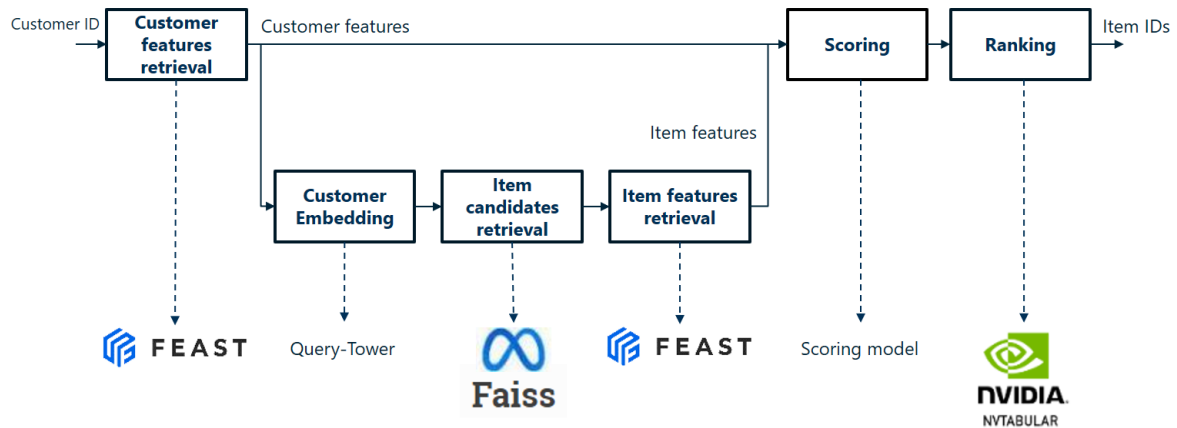 Customer ID
Customer
features
retrieval
Customer features
Scoring
Ranking
Item IDs
Item features
Customer
Embedding
Item
candidates
retrieval
Item features
retrieval
FEAST
Query-Tower
Faiss
FEAST
Scoring model
NVIDIA.
NVTABULAR